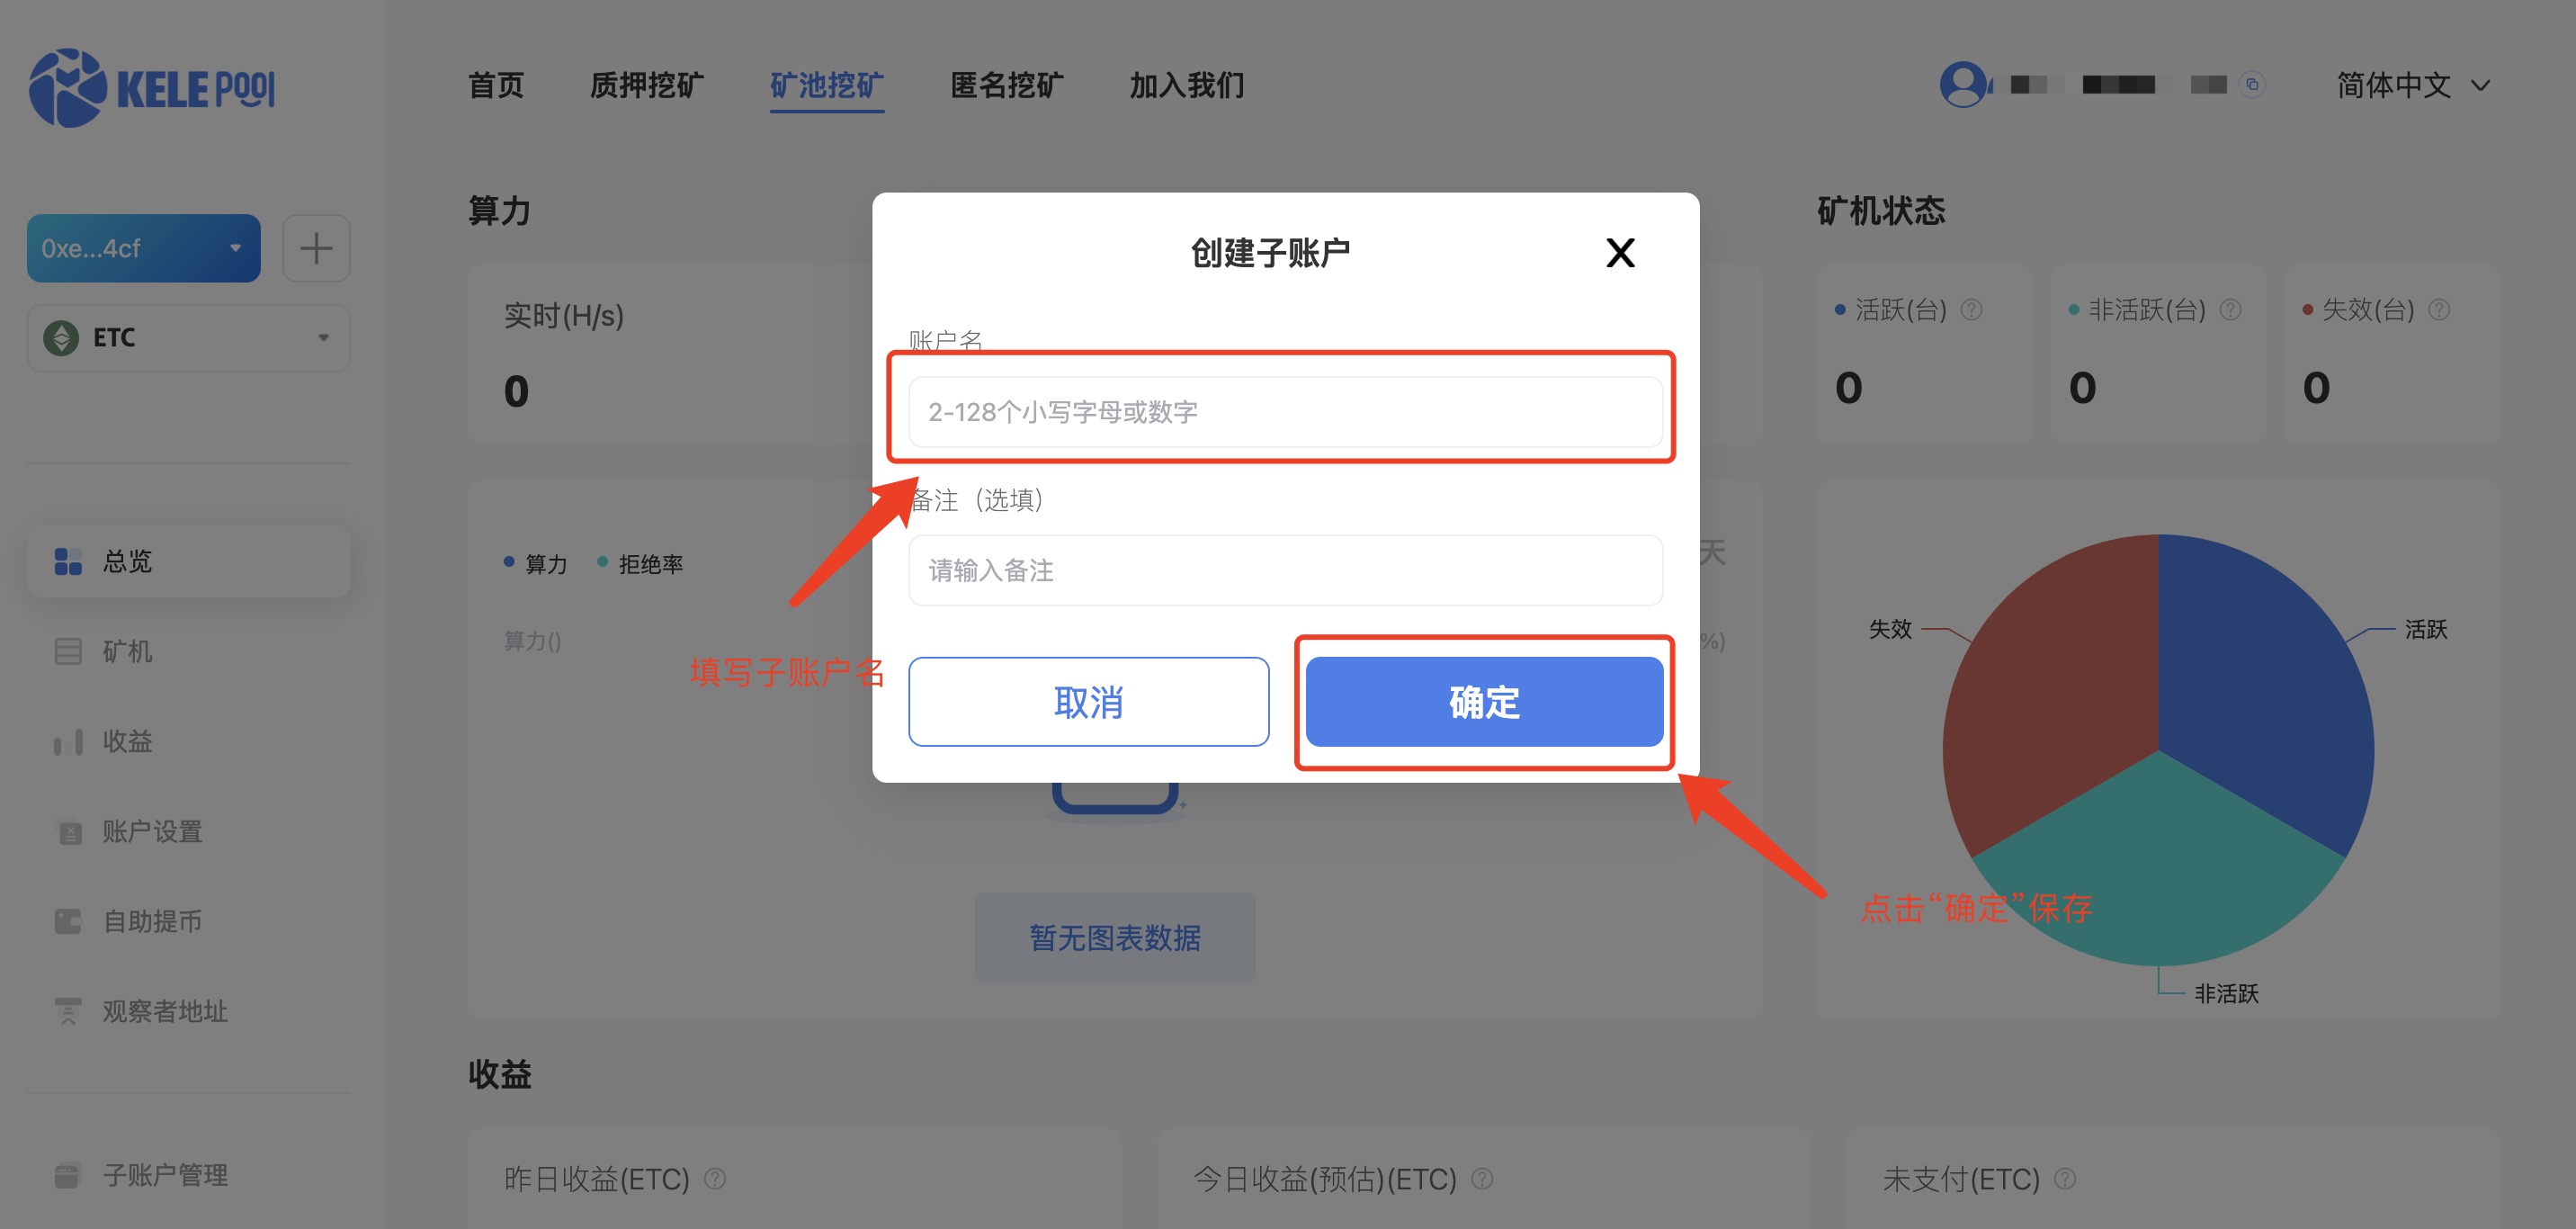 KELE POOL
首页 质押挖矿 矿池挖矿 匿名挖矿 加入我们
简体中文
0xe...4cf
ETC
总览
矿机
收益
账户设置
自助提币
观察者地址
子账户管理
算力
实时(H/s)
0
算力 拒绝率
算力()
天
%)
暂无图表数据
创建子账户
X
账户名
2-128个小写字母或数字
备注（选填）
请输入备注
取消 确定
填写子账户名
点击“确定”保存
矿机状态
活跃(台) 非活跃(台) 失效(台)
0 0 0
失效 活跃
非活跃
收益
昨日收益(ETC) 今日收益(预估)(ETC) 未支付(ETC)